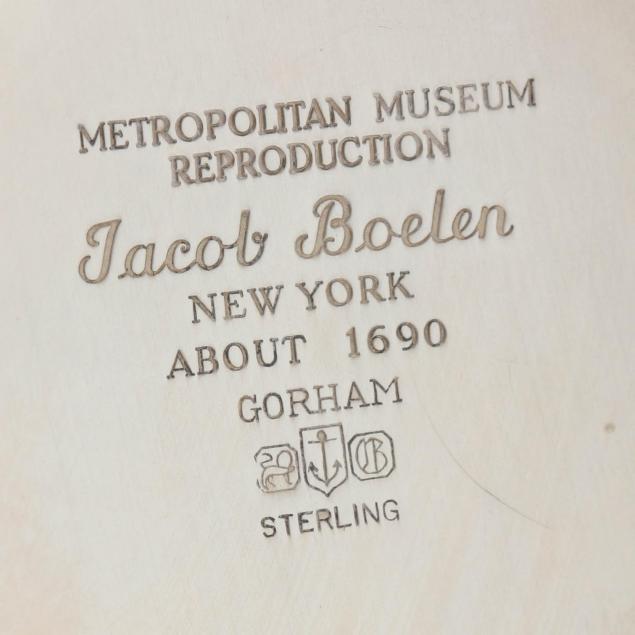 METROPOLITAN MUSEUM
REPRODUCTION
Jacob Boelen
NEW YORK
ABOUT 1690
GORHAM
STERLING